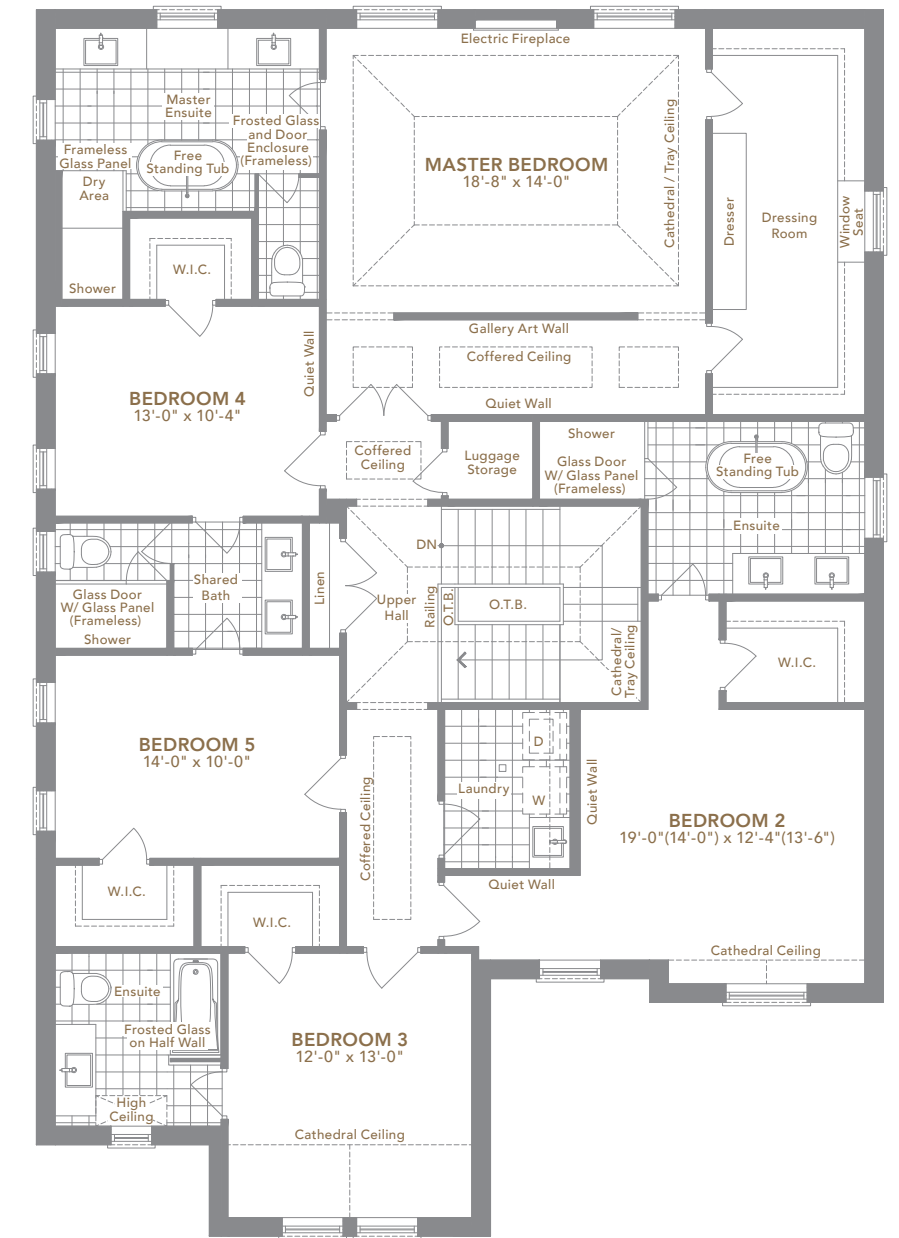 Electric Fireplace
Master
Ensuite
Frosted Glass
and Door
Enclosure
(Frameless)
Frameless
Glass Panel
Free
Standing Tub
Dry
Area
Shower
W.I.C.
MASTER BEDROOM
18'-8" x 14'-0"
Cathedral / Tray Ceiling
Dresser
Dressing
Room
Window
Seat
Gallery Art Wall
Coffered Ceiling
Quiet Wall
Quiet Wall
BEDROOM 4
13'-0" x 10'-4"
Coffered
Ceiling
Luggage
Storage
Shower
Glass Door
W/ Glass Panel
(Frameless)
Free
Standing Tub
Ensuite
DN
Upper
Hall
Railing
O.T.B.
O.T.B.
Cathedral/
Tray Ceiling
Linen
Shared
Bath
Glass Door
W/ Glass Panel
(Frameless)
Shower
W.I.C.
BEDROOM 5
14'-0" x 10'-0"
Coffered Ceiling
D
Laundry
W
Quiet Wall
Quiet Wall
BEDROOM 2
19'-0"(14'-0") x 12'-4"(13'-6")
Cathedral Ceiling
W.I.C.
W.I.C.
Ensuite
Frosted Glass
on Half Wall
High
Ceiling
BEDROOM 3
12'-0" x 13'-0"
Cathedral Ceiling